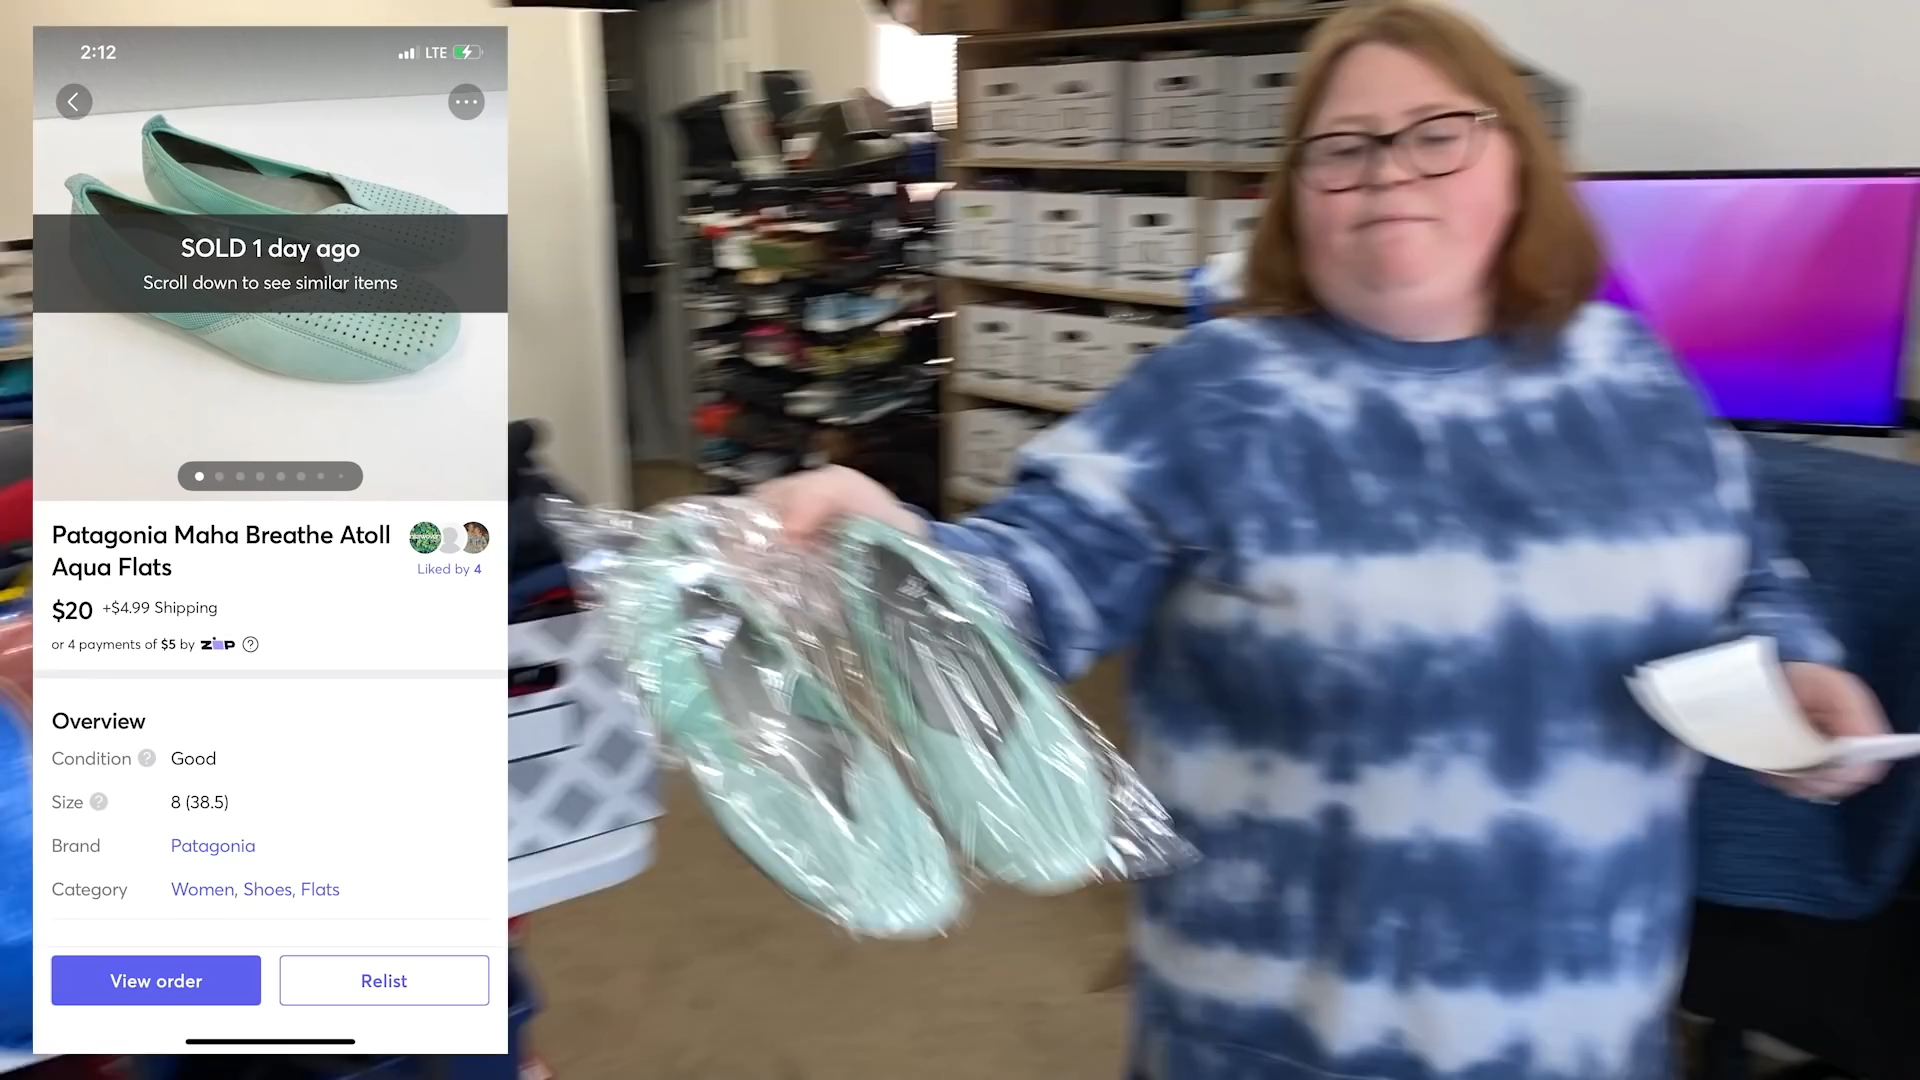 2:12
LTE
SOLD 1 day ago
Scroll down to see similar items
Patagonia Maha Breathe Atoll
Aqua Flats
Liked by 4
$20 +$4.99 Shipping
or 4 payments of $5 by ZIP ?
Overview
Condition ? Good
Size ? 8 (38.5)
Brand Patagonia
Category Women, Shoes, Flats
View order
Relist